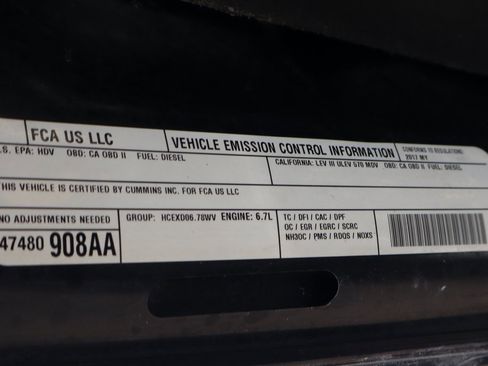 FCA US LLC
VEHICLE EMISSION CONTROL INFORMATION
CONFORMS TO REGULATIONS:
2017 MY
.S. EPA: HDV OBD: CA OBD II FUEL: DIESEL
CALIFORNIA: LEV III ULEV 570 MDV OBD: CA OBD II FUEL: DIESEL
THIS VEHICLE IS CERTIFIED BY CUMMINS INC. FOR FCA US LLC
NO ADJUSTMENTS NEEDED
47480 908AA
GROUP: HCEXD06.78WV ENGINE: 6.7L
TC / DFI / CAC / DPF
OC / EGR / EGRC / SCRC
NH3OC / PMS / RDQS / NOXS